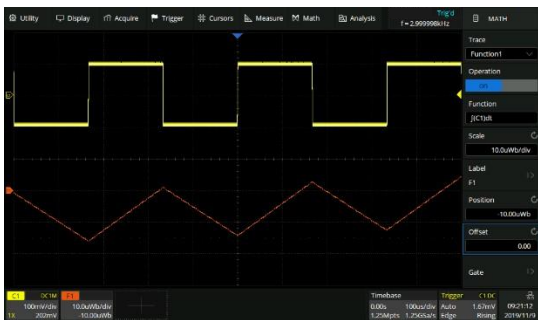 Utility Display Acquire Trigger Cursors Measure Math Analysis
Trig'd
f = 2.999998kHz
MATH
Trace
Function1
Operation
On
Function
∫(C1)dt
Scale
10.0uWb/div
Label
F1
Position
-10.00uWb
Offset
0.00
Gate
C1 DC1M
100mV/div
1X 202mV
F1
10.0uWb/div
-10.00uWb
Timebase
0.00s 100us/div
1.25Mpts 1.25GSa/s
Trigger C1 DC
Auto 1.67mV
Edge Rising
09:21:12
2019/11/9